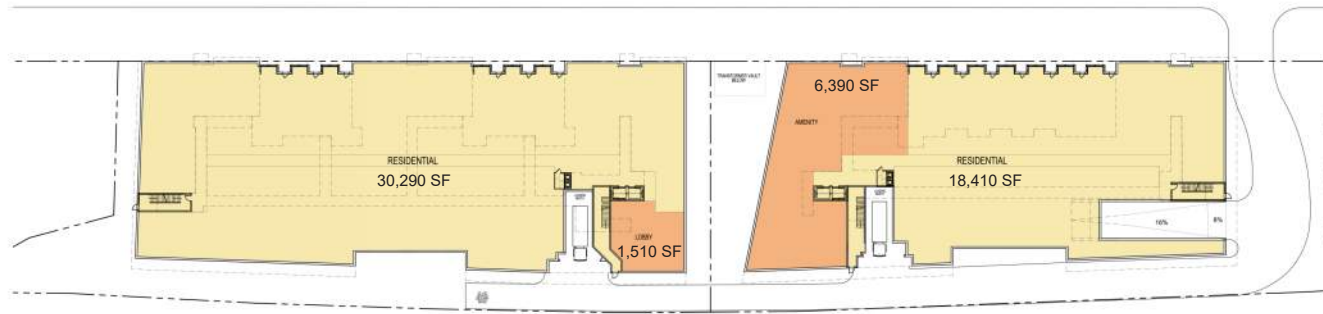 TRANSFORMER VAULT
BELOW
6,390 SF
AMENITY
RESIDENTIAL
30,290 SF
RESIDENTIAL
18,410 SF
LOBBY
1,510 SF
16%
8%